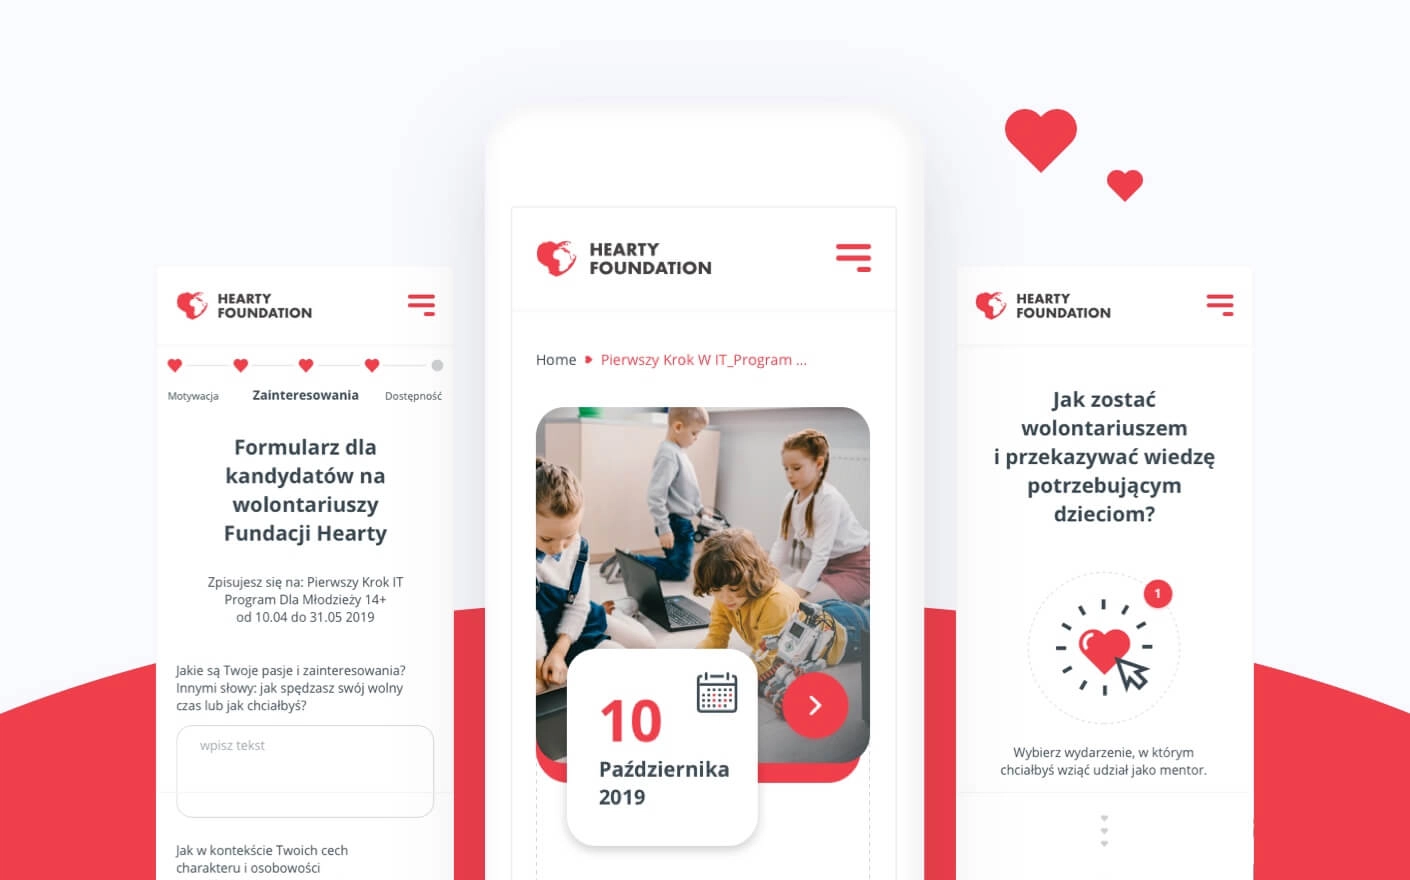 HEARTY
FOUNDATION
Motywacja
Zainteresowania
Dostępność
Formularz dla
kandydatów na
wolontariuszy
Fundacji Hearty
Zpisujesz się na: Pierwszy Krok IT
Program Dla Młodzieży 14+
od 10.04 do 31.05 2019
Jakie są Twoje pasje i zainteresowania?
Innymi słowy: jak spędzasz swój wolny
czas lub jak chciałbyś?
wpisz tekst
Jak w kontekście Twoich cech
charakteru i osobowości
HEARTY
FOUNDATION
Home Pierwszy Krok W IT_Program ...
10
Października
2019
HEARTY
FOUNDATION
Jak zostać
wolontariuszem
i przekazywać wiedzę
potrzebującym
dzieciom?
1
Wybierz wydarzenie, w którym
chciałbyś wziąć udział jako mentor.